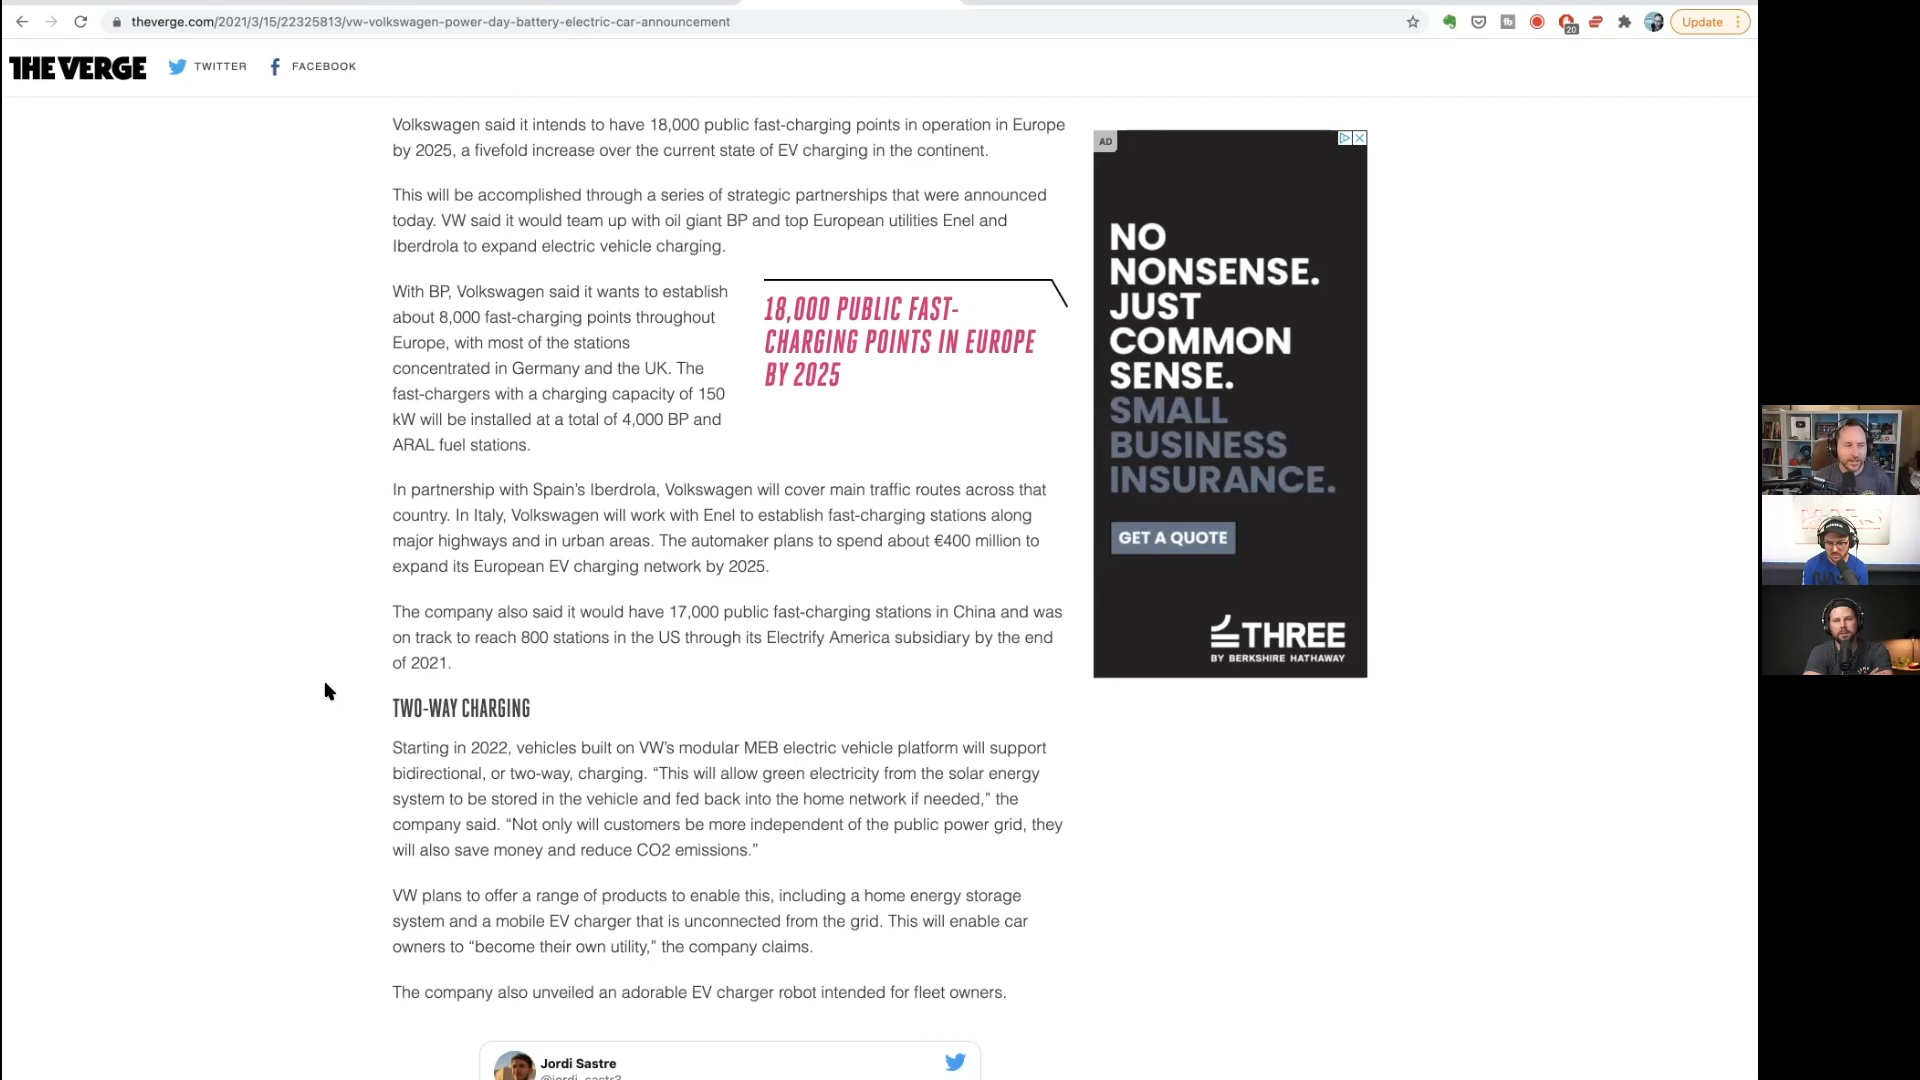 theverge.com/2021/3/15/22325813/vw-volkswagen-power-day-battery-electric-car-announcement
20
Update
THE VERGE
TWITTER
FACEBOOK
Volkswagen said it intends to have 18,000 public fast-charging points in operation in Europe
by 2025, a fivefold increase over the current state of EV charging in the continent.
This will be accomplished through a series of strategic partnerships that were announced
today. VW said it would team up with oil giant BP and top European utilities Enel and
Iberdrola to expand electric vehicle charging.
With BP, Volkswagen said it wants to establish
about 8,000 fast-charging points throughout
Europe, with most of the stations
concentrated in Germany and the UK. The
fast-chargers with a charging capacity of 150
kW will be installed at a total of 4,000 BP and
ARAL fuel stations.
18,000 PUBLIC FAST-
CHARGING POINTS IN EUROPE
BY 2025
In partnership with Spain’s Iberdrola, Volkswagen will cover main traffic routes across that
country. In Italy, Volkswagen will work with Enel to establish fast-charging stations along
major highways and in urban areas. The automaker plans to spend about €400 million to
expand its European EV charging network by 2025.
The company also said it would have 17,000 public fast-charging stations in China and was
on track to reach 800 stations in the US through its Electrify America subsidiary by the end
of 2021.
TWO-WAY CHARGING
Starting in 2022, vehicles built on VW’s modular MEB electric vehicle platform will support
bidirectional, or two-way, charging. “This will allow green electricity from the solar energy
system to be stored in the vehicle and fed back into the home network if needed,” the
company said. “Not only will customers be more independent of the public power grid, they
will also save money and reduce CO2 emissions.”
VW plans to offer a range of products to enable this, including a home energy storage
system and a mobile EV charger that is unconnected from the grid. This will enable car
owners to “become their own utility,” the company claims.
The company also unveiled an adorable EV charger robot intended for fleet owners.
Jordi Sastre
AD
NO
NONSENSE.
JUST
COMMON
SENSE.
SMALL
BUSINESS
INSURANCE.
GET A QUOTE
THREE
BY BERKSHIRE HATHAWAY
MARS